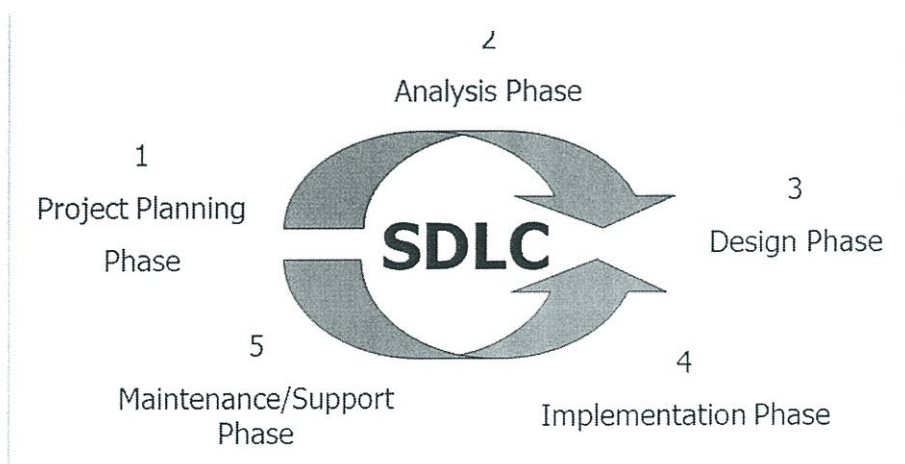 2
Analysis Phase
1
Project Planning
Phase
SDLC
3
Design Phase
5
Maintenance/Support
Phase
4
Implementation Phase